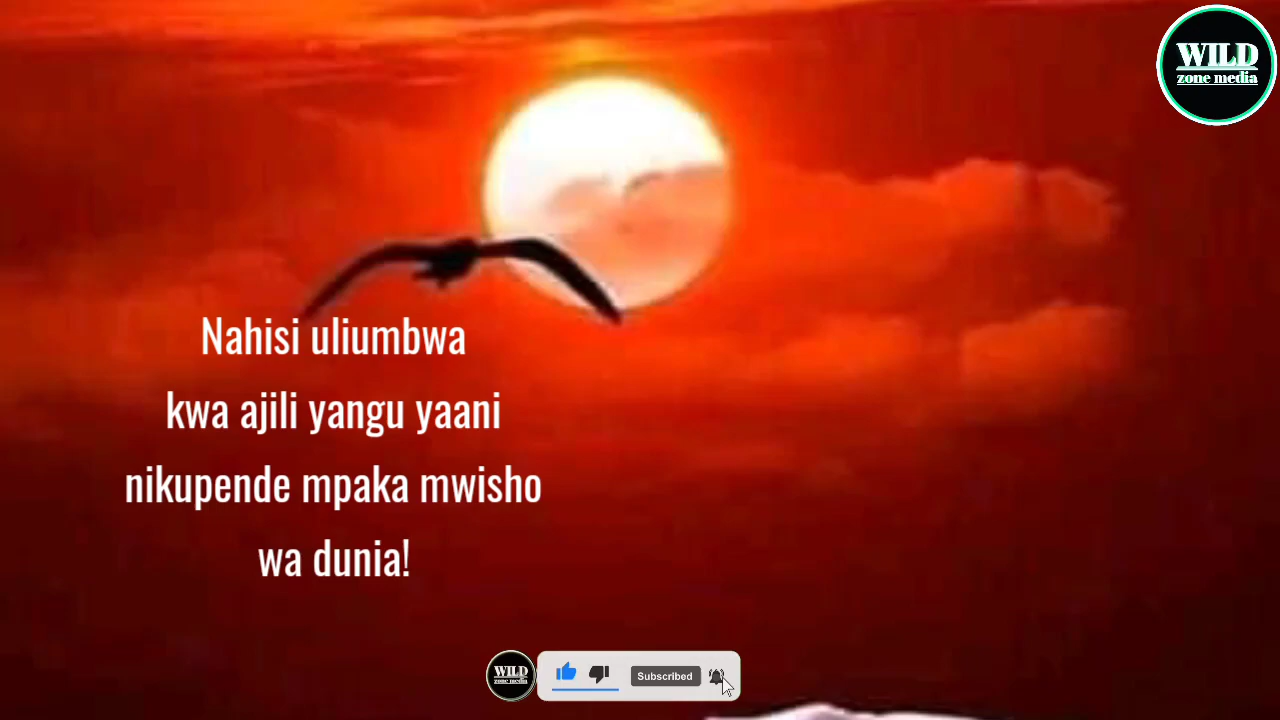 WILD
zone media
Nahisi uliumbwa
kwa ajili yangu yaani
nikupende mpaka mwisho
wa dunia!
WILD
zone media
Subscribed